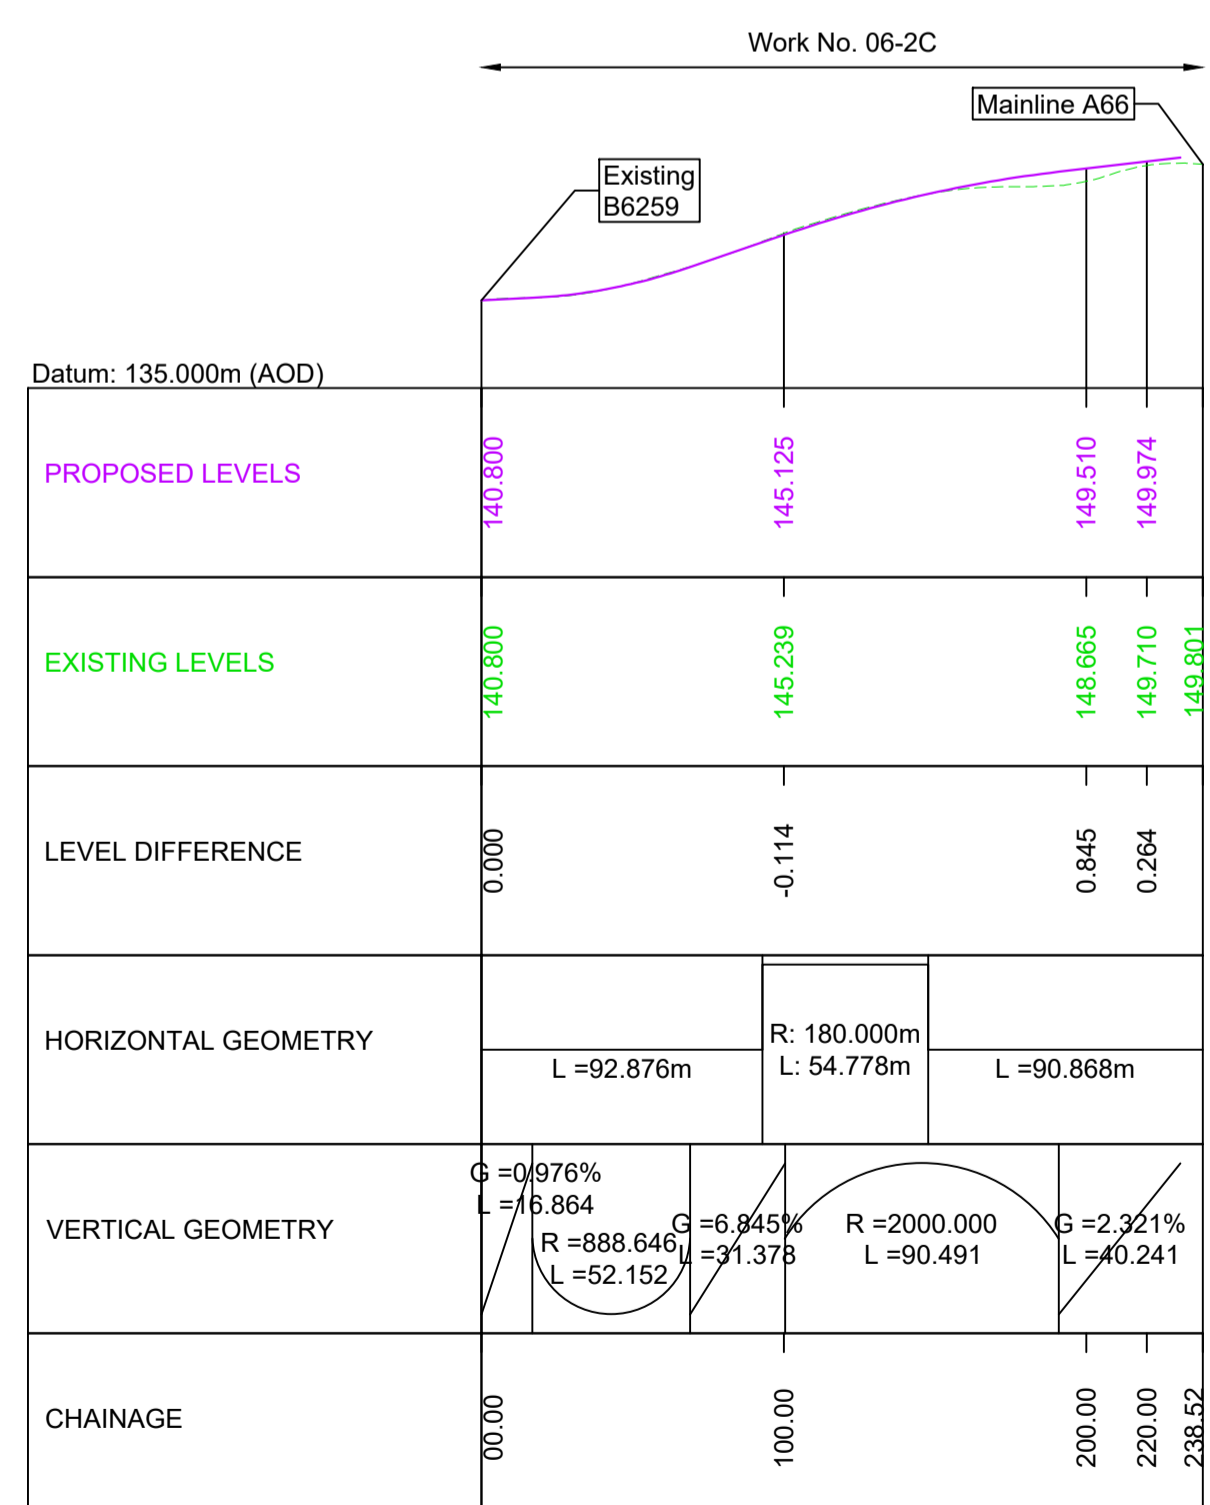 Work No. 06-2C
Mainline A66
Existing
B6259
Datum: 135.000m (AOD)
PROPOSED LEVELS
140.800
145.125
149.510
149.974
EXISTING LEVELS
140.800
145.239
148.665
149.710
149.801
LEVEL DIFFERENCE
0.000
-0.114
0.845
0.264
HORIZONTAL GEOMETRY
L =92.876m
R: 180.000m
L: 54.778m
L =90.868m
VERTICAL GEOMETRY
G =0.976%
L =16.864
R =888.646
L =52.152
G =6.845%
L =31.378
R =2000.000
L =90.491
G =2.321%
L =40.241
CHAINAGE
00.00
100.00
200.00
220.00
238.52